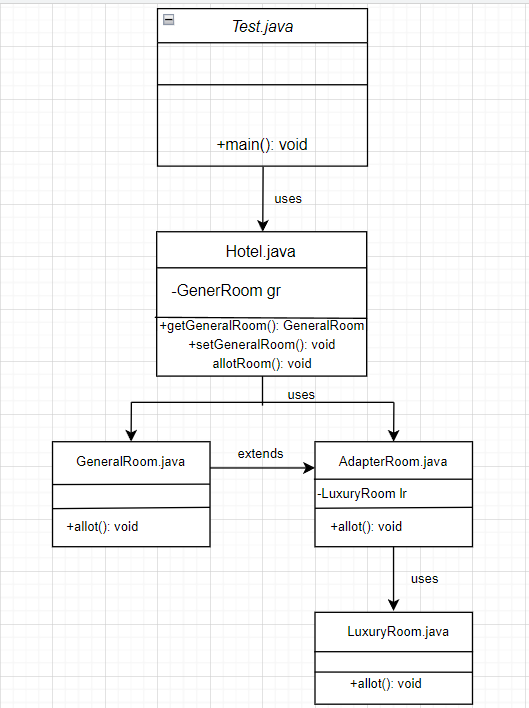 Test.java
+main(): void
uses
Hotel.java
-GenerRoom gr
+getGeneralRoom(): GeneralRoom
+setGeneralRoom(): void
allotRoom(): void
uses
GeneralRoom.java
+allot(): void
extends
AdapterRoom.java
-LuxuryRoom lr
+allot(): void
uses
LuxuryRoom.java
+allot(): void